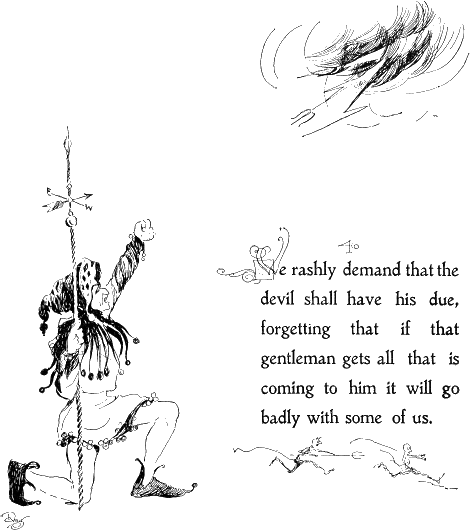 R
W
40
We rashly demand that the
devil shall have his due,
forgetting that if that
gentleman gets all that is
coming to him it will go
badly with some of us.